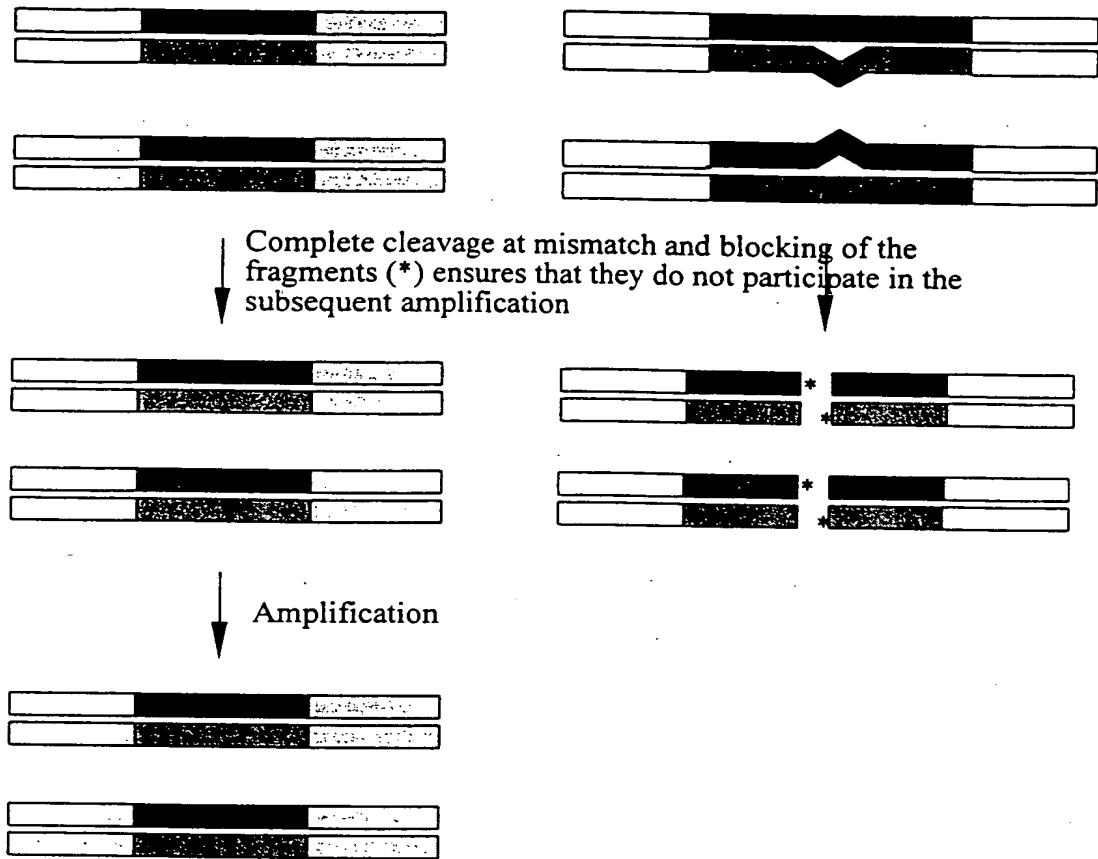 Complete cleavage at mismatch and blocking of the
fragments (*) ensures that they do not participate in the
subsequent amplification
*
*
*
*
Amplification